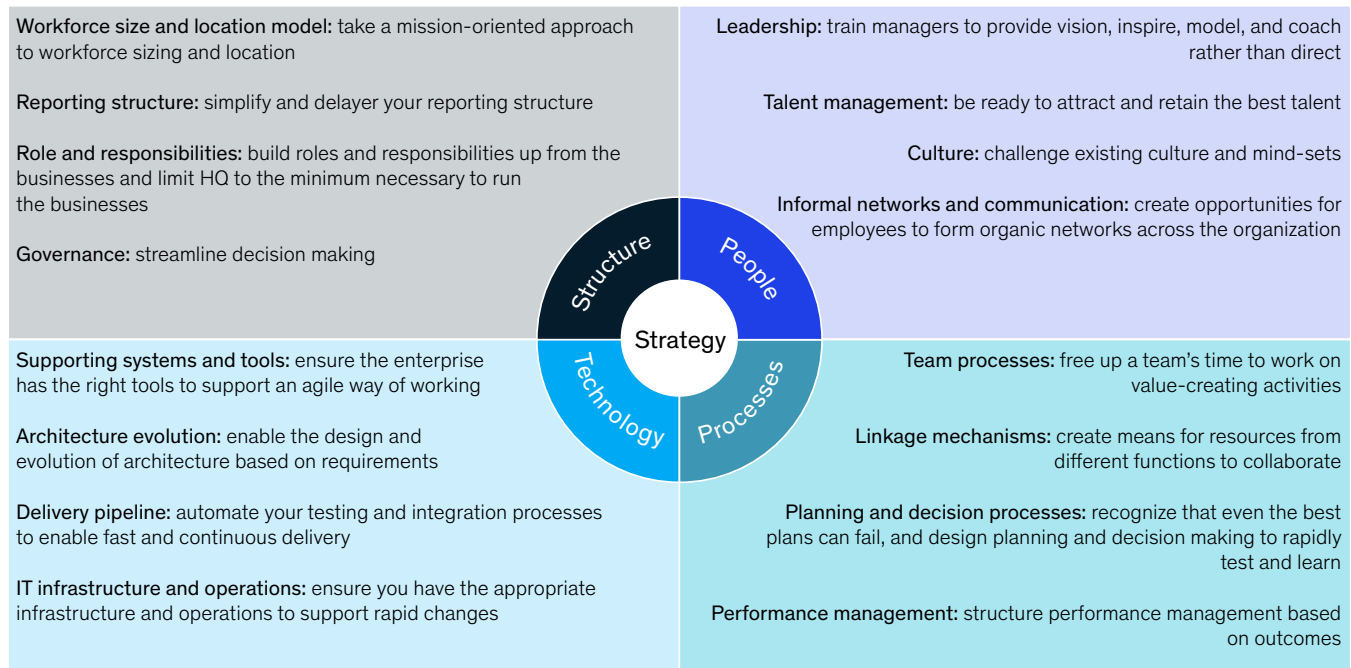 Workforce size and location model: take a mission-oriented approach
to workforce sizing and location
Reporting structure: simplify and delayer your reporting structure
Role and responsibilities: build roles and responsibilities up from the
businesses and limit HQ to the minimum necessary to run
the businesses
Governance: streamline decision making
Leadership: train managers to provide vision, inspire, model, and coach
rather than direct
Talent management: be ready to attract and retain the best talent
Culture: challenge existing culture and mind-sets
Informal networks and communication: create opportunities for
employees to form organic networks across the organization
Structure
People
Strategy
Technology
Processes
Supporting systems and tools: ensure the enterprise
has the right tools to support an agile way of working
Architecture evolution: enable the design and
evolution of architecture based on requirements
Delivery pipeline: automate your testing and integration processes
to enable fast and continuous delivery
IT infrastructure and operations: ensure you have the appropriate
infrastructure and operations to support rapid changes
Team processes: free up a team’s time to work on
value-creating activities
Linkage mechanisms: create means for resources from
different functions to collaborate
Planning and decision processes: recognize that even the best
plans can fail, and design planning and decision making to rapidly
test and learn
Performance management: structure performance management based
on outcomes